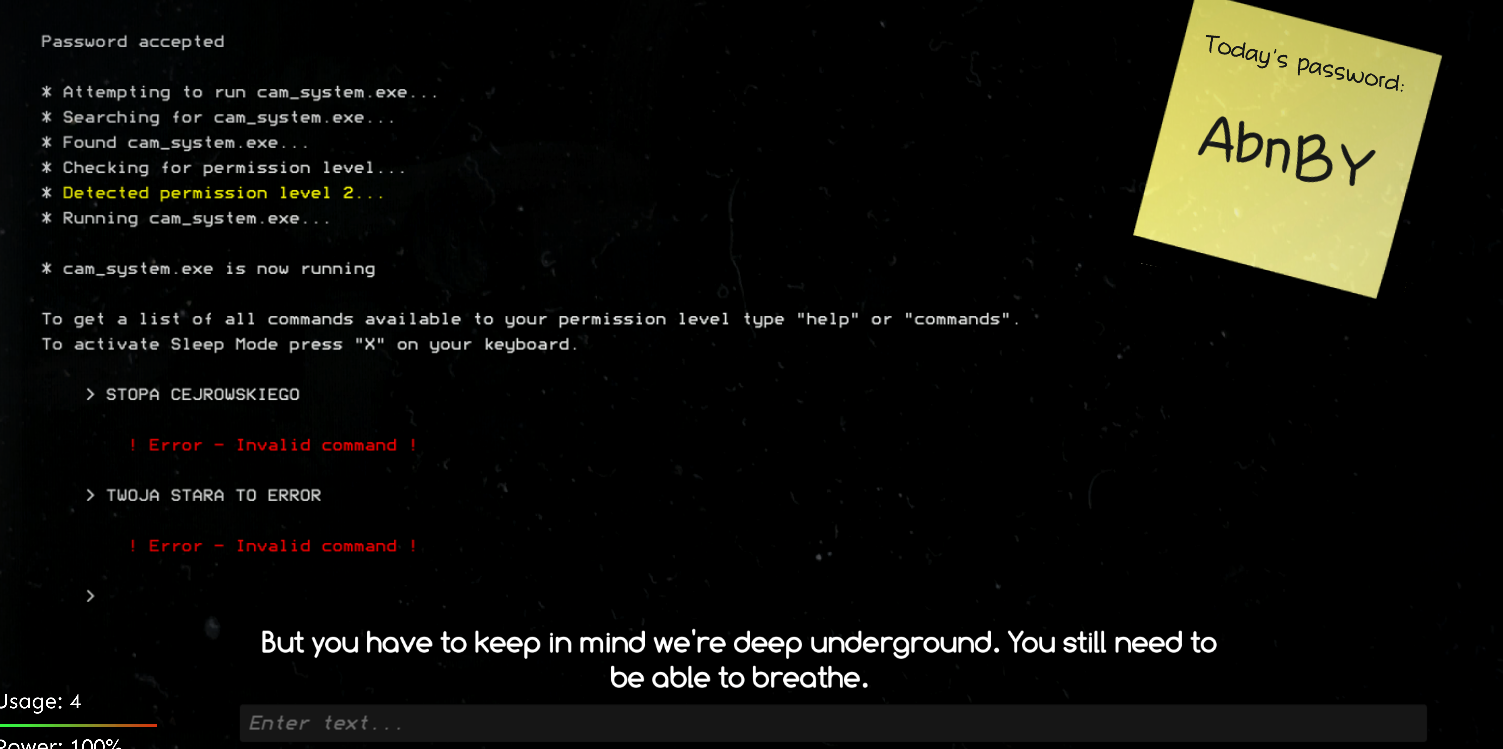 Password accepted
* Attempting to run cam_system.exe...
* Searching for cam_system.exe...
* Found cam_system.exe...
* Checking for permission level...
* Detected permission level 2...
* Running cam_system.exe...
* cam_system.exe is now running
To get a list of all commands available to your permission level type "help" or "commands".
To activate Sleep Mode press "X" on your keyboard.
> STOPA CEJROWSKIEGO
! Error - Invalid command !
> TWOJA STARA TO ERROR
! Error - Invalid command !
>
Today's password:
AbnBY
But you have to keep in mind we're deep underground. You still need to
be able to breathe.
Usage: 4
Power: 100%
Enter text...